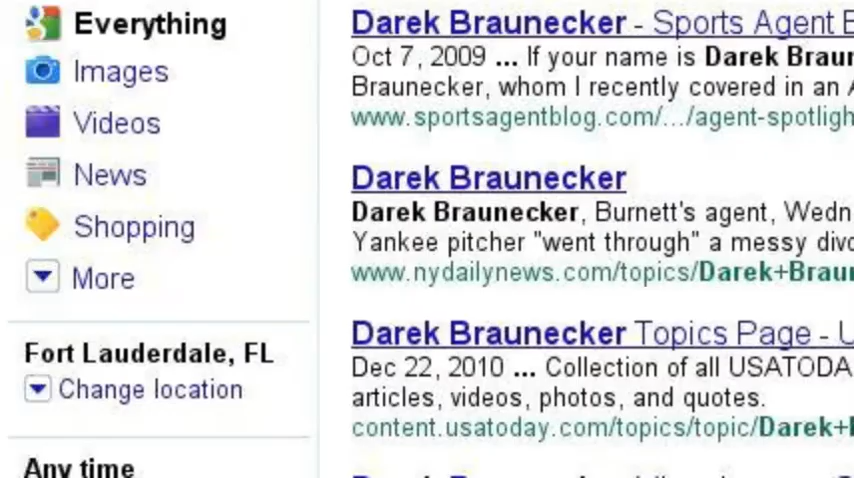 Everything
Images
Videos
News
Shopping
More
Fort Lauderdale, FL
Change location
Any time
Darek Braunecker - Sports Agent
Oct 7, 2009 ... If your name is Darek
Braunecker, whom I recently covered in an
www.sportsagentblog.com/.../agent-spotligh
Darek Braunecker
Darek Braunecker, Burnett's agent, Wedn
Yankee pitcher "went through" a messy divo
www.nydailynews.com/topics/Darek+Braun
Darek Braunecker Topics Page -
Dec 22, 2010 ... Collection of all USATODA
articles, videos, photos, and quotes.
content.usatoday.com/topics/topic/Darek+